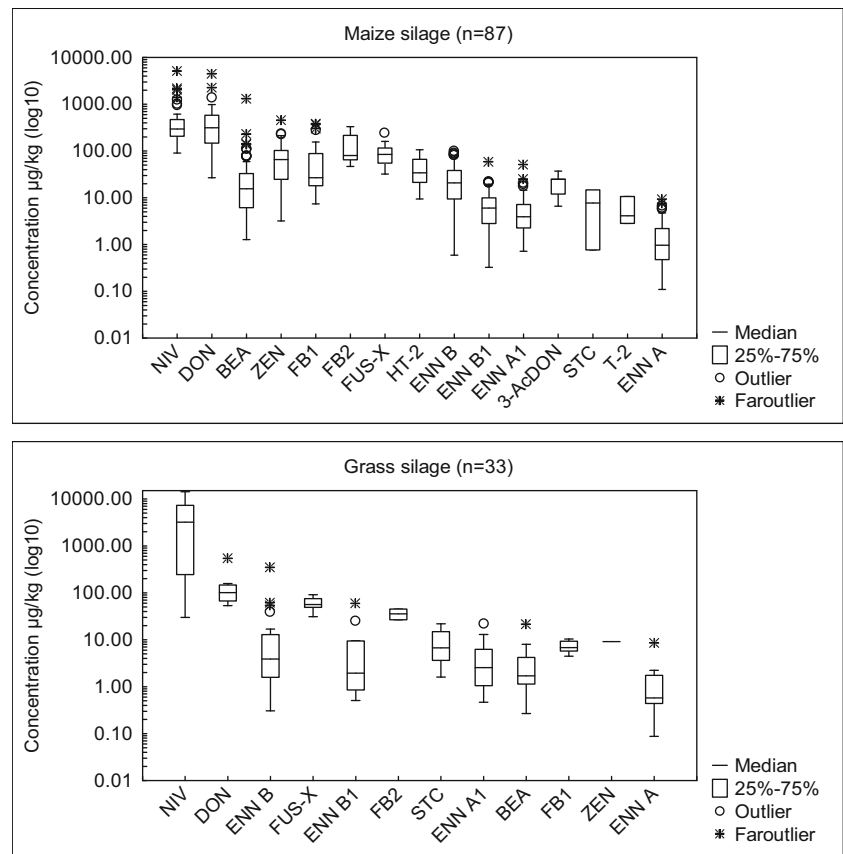 Maize silage (n=87)
Concentration µg/kg (log10)
10000.00
1000.00
100.00
10.00
1.00
0.10
0.01
NIV
DON
BEA
ZEN
FB1
FB2
FUS-X
HT-2
ENN B
ENN B1
ENN A1
3-AcDON
STC
T-2
ENN A
Median
25%-75%
Outlier
Faroutlier
Grass silage (n=33)
Concentration µg/kg (log10)
10000.00
1000.00
100.00
10.00
1.00
0.10
0.01
NIV
DON
ENN B
FUS-X
ENN B1
FB2
STC
ENN A1
BEA
FB1
ZEN
ENN A
Median
25%-75%
Outlier
Faroutlier